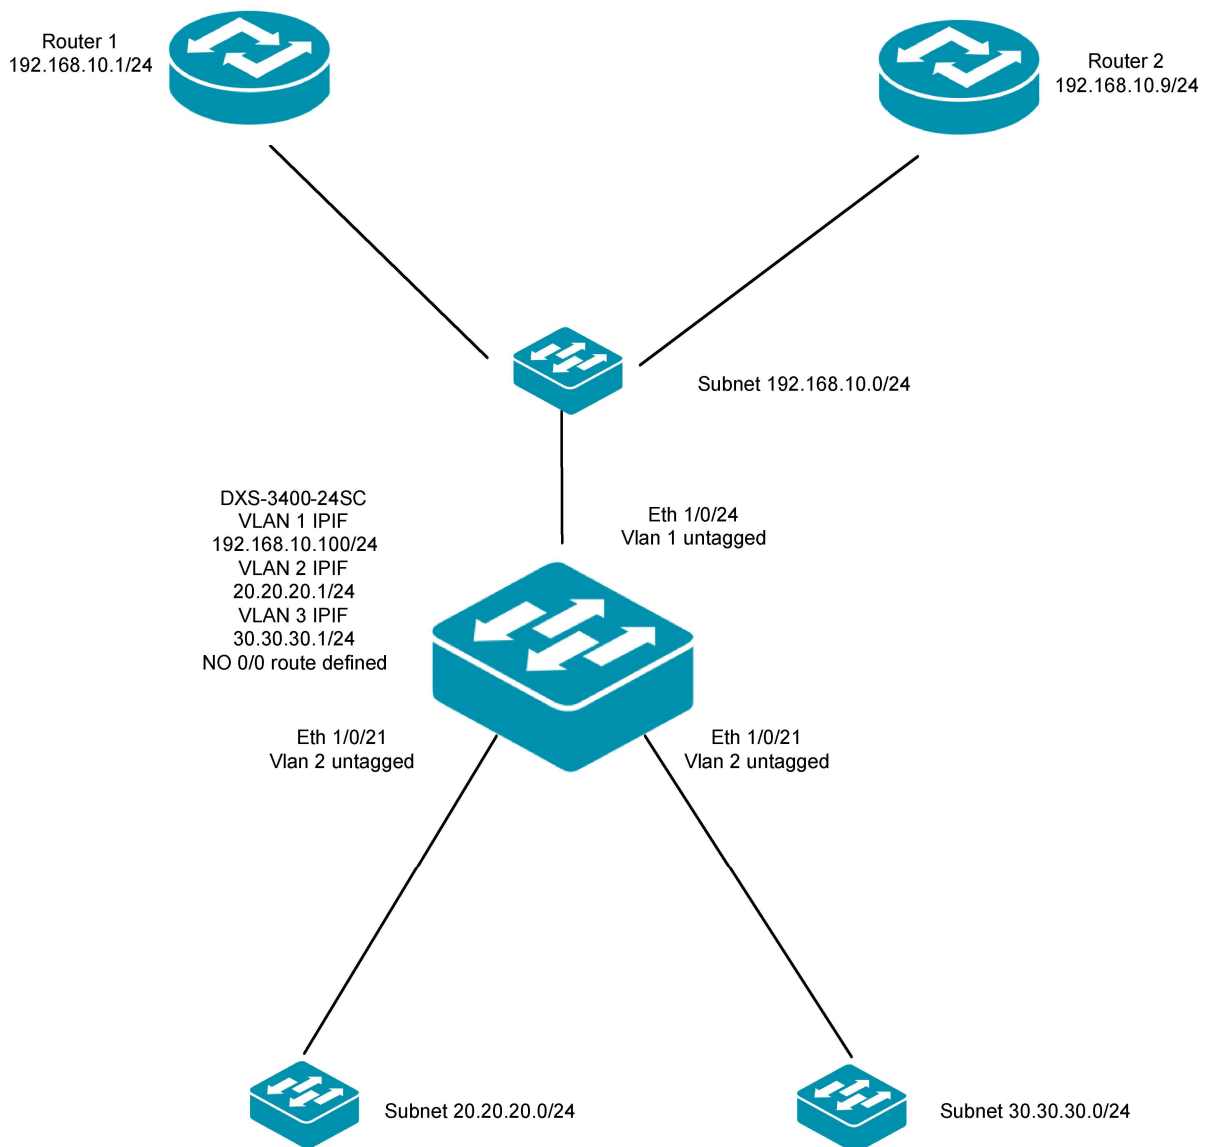 Router 1
192.168.10.1/24
Router 2
192.168.10.9/24
Subnet 192.168.10.0/24
DXS-3400-24SC
VLAN 1 IPIF
192.168.10.100/24
VLAN 2 IPIF
20.20.20.1/24
VLAN 3 IPIF
30.30.30.1/24
NO 0/0 route defined
Eth 1/0/24
Vlan 1 untagged
Eth 1/0/21
Vlan 2 untagged
Eth 1/0/21
Vlan 2 untagged
Subnet 20.20.20.0/24
Subnet 30.30.30.0/24